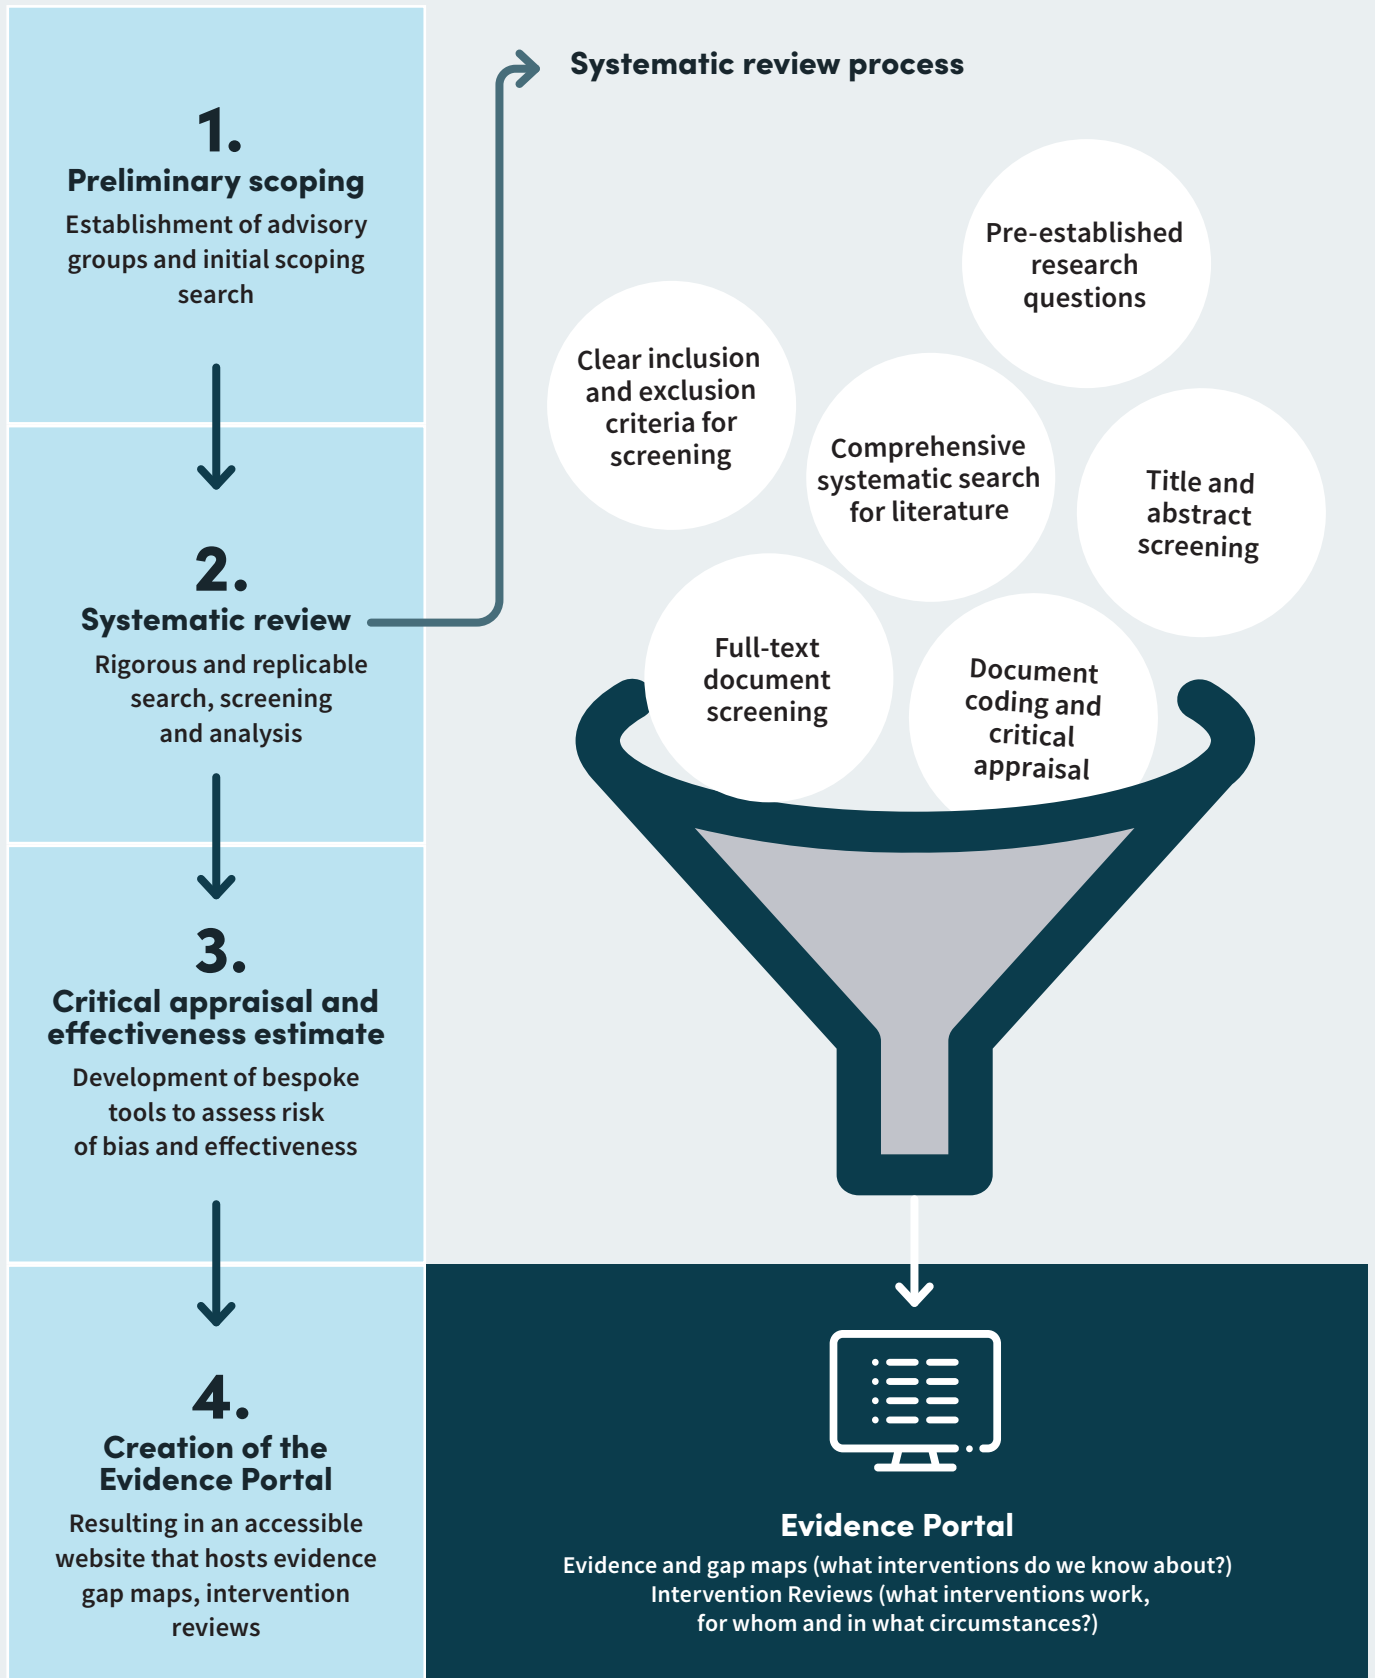 1.
Preliminary scoping
Establishment of advisory
groups and initial scoping
search
2.
Systematic review
Rigorous and replicable
search, screening
and analysis
3.
Critical appraisal and
effectiveness estimate
Development of bespoke
tools to assess risk
of bias and effectiveness
4.
Creation of the
Evidence Portal
Resulting in an accessible
website that hosts evidence
gap maps, intervention
reviews
Systematic review process
Pre-established
research
questions
Clear inclusion
and exclusion
criteria for
screening
Comprehensive
systematic search
for literature
Title and
abstract
screening
Full-text
document
screening
Document
coding and
critical
appraisal
Evidence Portal
Evidence and gap maps (what interventions do we know about?)
Intervention Reviews (what interventions work,
for whom and in what circumstances?)